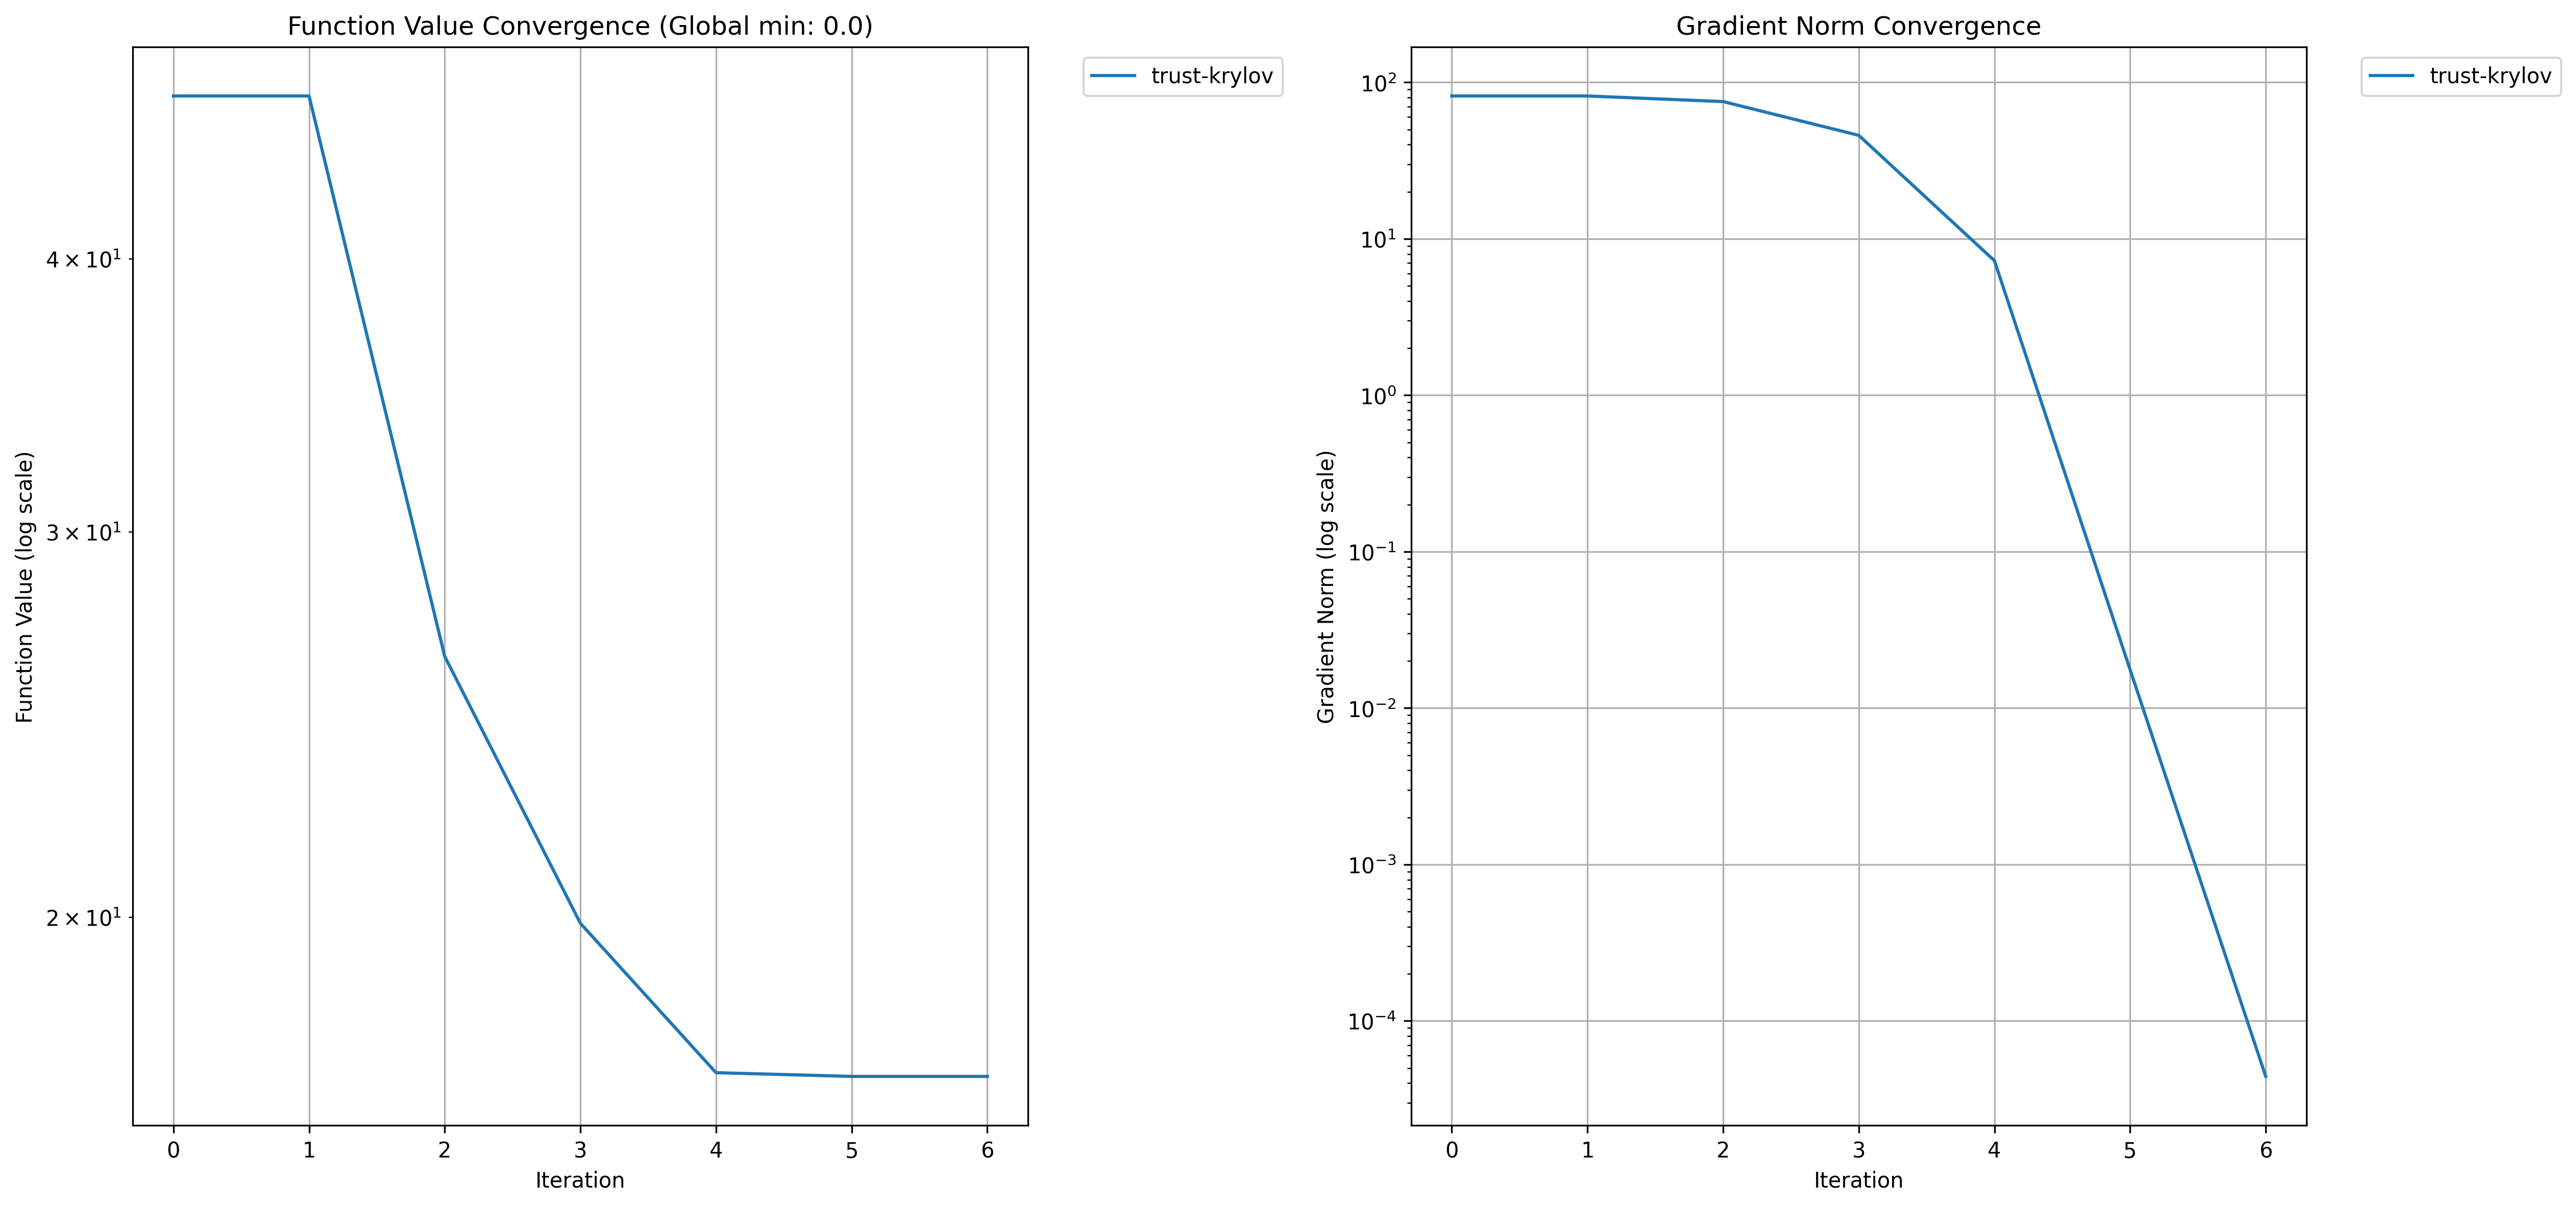 Function Value Convergence (Global min: 0.0)
Function Value (log scale)
4 × 10¹
3 × 10¹
2 × 10¹
0 1 2 3 4 5 6
Iteration
trust-krylov
Gradient Norm Convergence
Gradient Norm (log scale)
10²
10¹
10⁰
10⁻¹
10⁻²
10⁻³
10⁻⁴
0 1 2 3 4 5 6
Iteration
trust-krylov